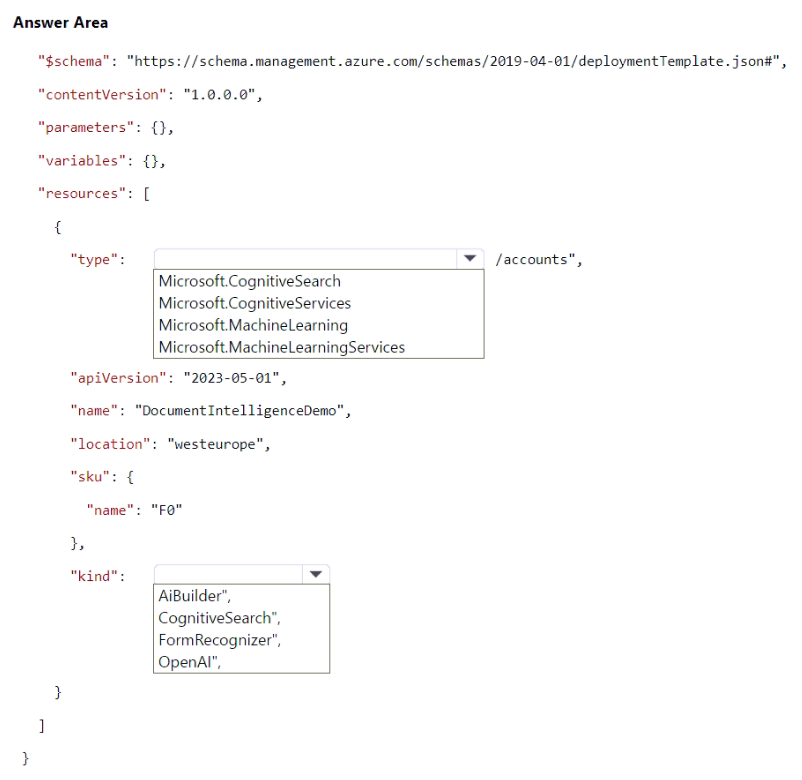 Answer Area
"$schema": "https://schema.management.azure.com/schemas/2019-04-01/deploymentTemplate.json#",
"contentVersion": "1.0.0.0",
"parameters": {},
"variables": {},
"resources": [
{
"type": /accounts",
Microsoft.CognitiveSearch
Microsoft.CognitiveServices
Microsoft.MachineLearning
Microsoft.MachineLearningServices
"apiVersion": "2023-05-01",
"name": "DocumentIntelligenceDemo",
"location": "westeurope",
"sku": {
"name": "F0"
},
"kind":
AiBuilder",
CognitiveSearch",
FormRecognizer",
OpenAI",
}
]
}